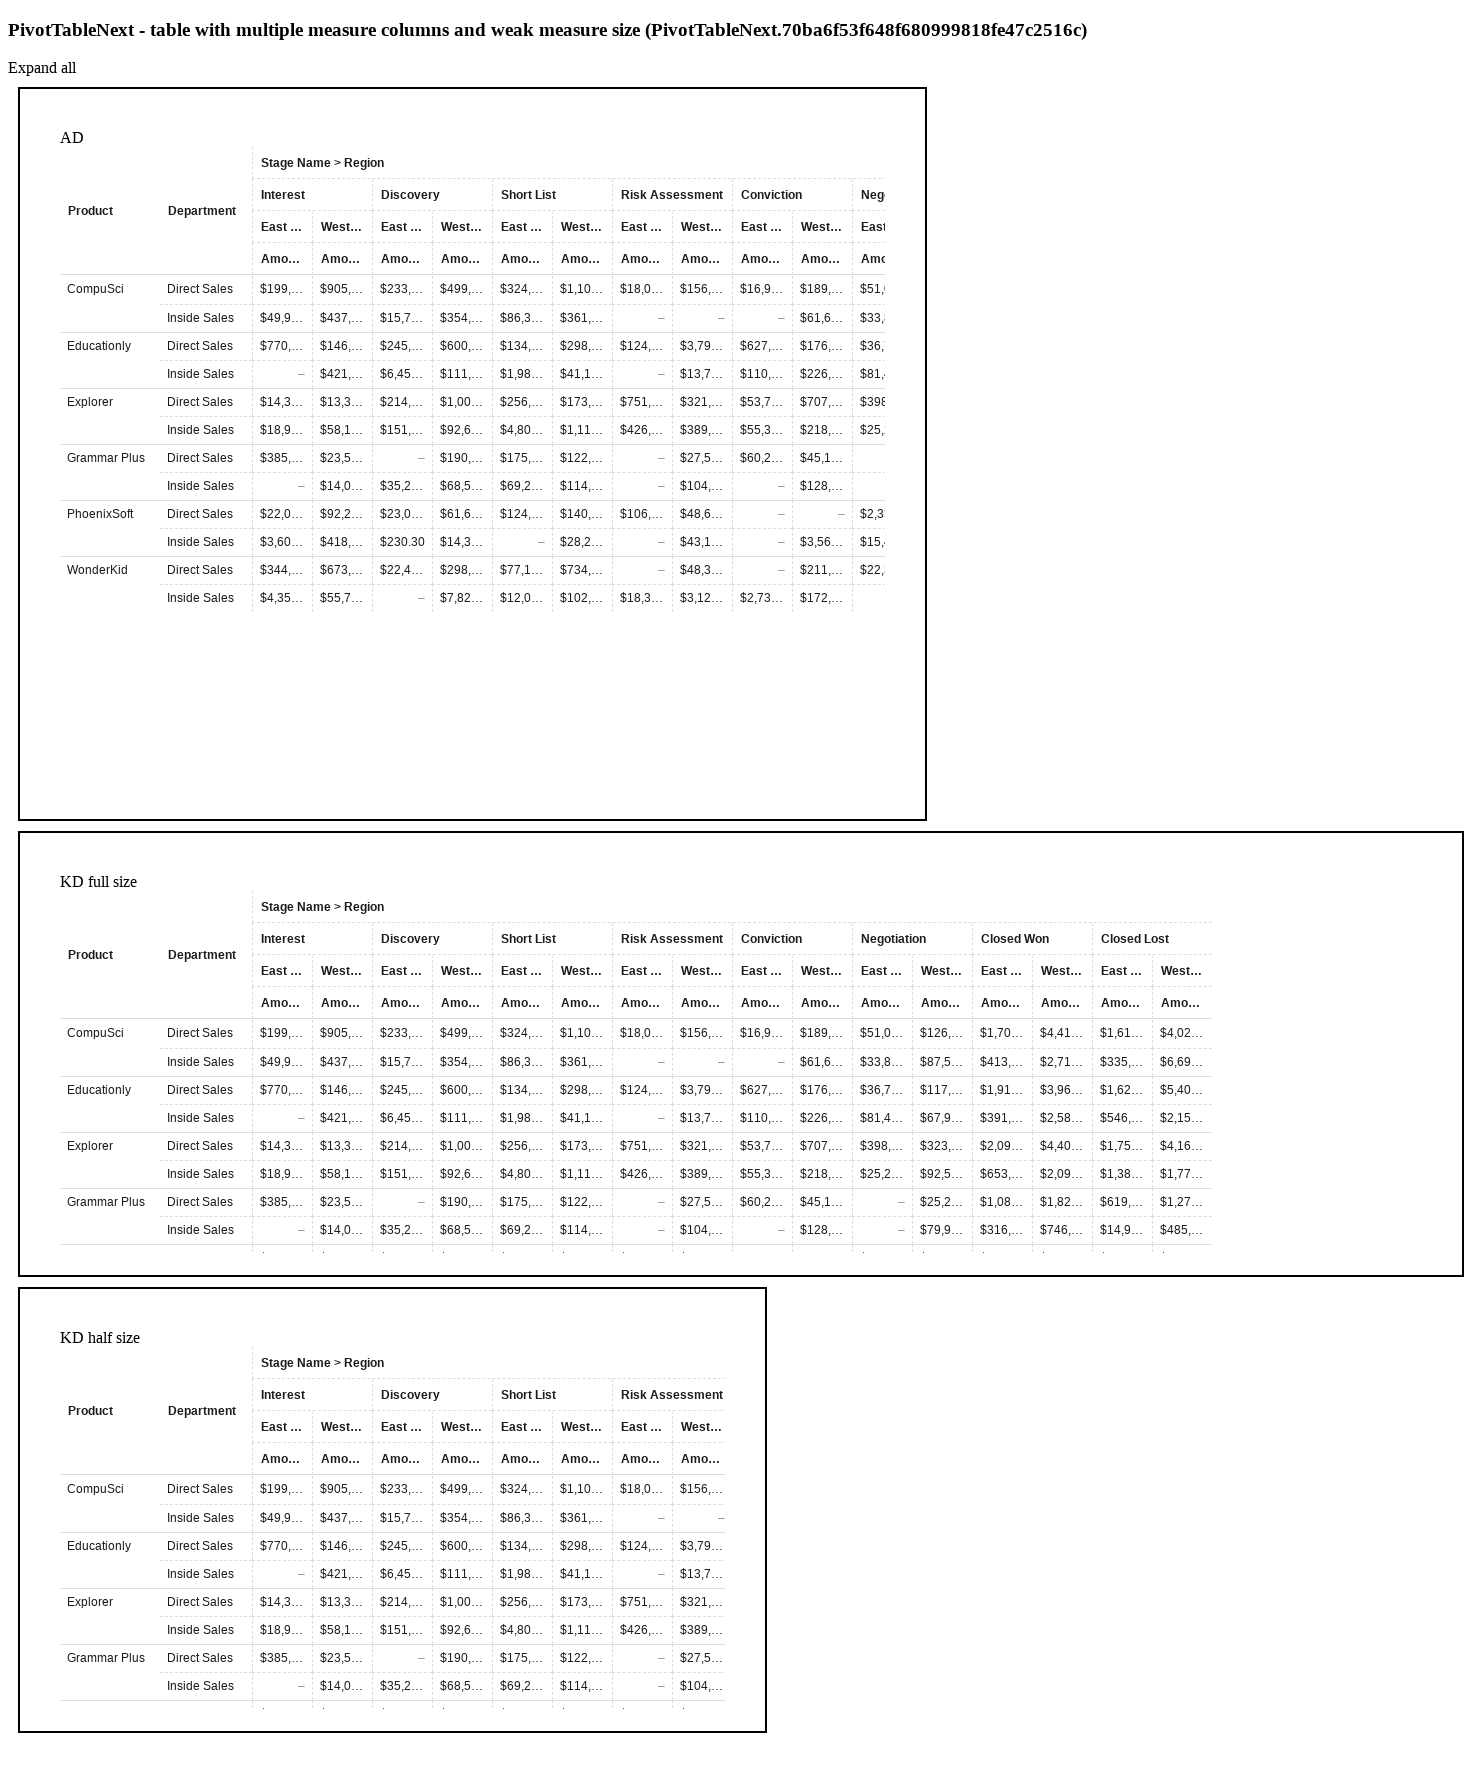 PivotTableNext - table with multiple measure columns and weak measure size (PivotTableNext.70ba6f53f648f680999818fe47c2516c)
Expand all
AD
Stage Name > Region
Interest Discovery Short List Risk Assessment Conviction
Product Department
East ... West... East ... West... East ... West... East ... West... East ... West... East
Amo... Amo... Amo... Amo... Amo... Amo... Amo... Amo... Amo... Amo...
CompuSci Direct Sales $199,... $905,... $233,... $499,... $324,... $1,10... $18,0... $156,... $16,9... $189,...
Inside Sales $49,9... $437,... $15,7... $354,... $86,3... $361,... – – – $61,6...
Educationly Direct Sales $770,... $146,... $245,... $600,... $134,... $298,... $124,... $3,79... $627,... $176,... $36,
Inside Sales – $421,... $6,45... $111,... $1,98... $41,1... – $13,7... $110,... $226,...
Explorer Direct Sales $14,3... $13,3... $214,... $1,00... $256,... $173,... $751,... $321,... $53,7... $707,... $398
Inside Sales $18,9... $58,1... $151,... $92,6... $4,80... $1,11... $426,... $389,... $55,3... $218,... $25,
Grammar Plus Direct Sales $385,... $23,5... – $190,... $175,... $122,... – $27,5... $60,2... $45,1...
Inside Sales – $14,0... $35,2... $68,5... $69,2... $114,... – $104,... – $128,...
PhoenixSoft Direct Sales $22,0... $92,2... $23,0... $61,6... $124,... $140,... $106,... $48,6... – –
Inside Sales $3,60... $418,... $230.30 $14,3... – $28,2... – $43,1... – $3,56...
WonderKid Direct Sales $344,... $673,... $22,4... $298,... $77,1... $734,... – $48,3... – $211,... $22,
Inside Sales $4,35... $55,7... – $7,82... $12,0... $102,... $18,3... $3,12... $2,73... $172,...
KD full size
Stage Name > Region
Interest Discovery Short List Risk Assessment Conviction Negotiation Closed Won Closed Lost
Product Department
East ... West... East ... West... East ... West... East ... West... East ... West... East ... West... East ... West... East ... West...
Amo... Amo... Amo... Amo... Amo... Amo... Amo... Amo... Amo... Amo... Amo... Amo... Amo... Amo... Amo... Amo...
CompuSci Direct Sales $199,... $905,... $233,... $499,... $324,... $1,10... $18,0... $156,... $16,9... $189,... $51,0... $126,... $1,70... $4,41... $1,61... $4,02...
Inside Sales $49,9... $437,... $15,7... $354,... $86,3... $361,... – – – $61,6... $33,8... $87,5... $413,... $2,71... $335,... $6,69...
Educationly Direct Sales $770,... $146,... $245,... $600,... $134,... $298,... $124,... $3,79... $627,... $176,... $36,7... $117,... $1,91... $3,96... $1,62... $5,40...
Inside Sales – $421,... $6,45... $111,... $1,98... $41,1... – $13,7... $110,... $226,... $81,4... $67,9... $391,... $2,58... $546,... $2,15...
Explorer Direct Sales $14,3... $13,3... $214,... $1,00... $256,... $173,... $751,... $321,... $53,7... $707,... $398,... $323,... $2,09... $4,40... $1,75... $4,16...
Inside Sales $18,9... $58,1... $151,... $92,6... $4,80... $1,11... $426,... $389,... $55,3... $218,... $25,2... $92,5... $653,... $2,09... $1,38... $1,77...
Grammar Plus Direct Sales $385,... $23,5... – $190,... $175,... $122,... – $27,5... $60,2... $45,1... – $25,2... $1,08... $1,82... $619,... $1,27...
Inside Sales – $14,0... $35,2... $68,5... $69,2... $114,... – $104,... – $128,... – $79,9... $316,... $746,... $14,9... $485,...
KD half size
Stage Name > Region
Interest Discovery Short List Risk Assessment
Product Department
East ... West... East ... West... East ... West... East ... West...
Amo... Amo... Amo... Amo... Amo... Amo... Amo... Amo...
CompuSci Direct Sales $199,... $905,... $233,... $499,... $324,... $1,10... $18,0... $156,...
Inside Sales $49,9... $437,... $15,7... $354,... $86,3... $361,... – –
Educationly Direct Sales $770,... $146,... $245,... $600,... $134,... $298,... $124,... $3,79...
Inside Sales – $421,... $6,45... $111,... $1,98... $41,1... – $13,7...
Explorer Direct Sales $14,3... $13,3... $214,... $1,00... $256,... $173,... $751,... $321,...
Inside Sales $18,9... $58,1... $151,... $92,6... $4,80... $1,11... $426,... $389,...
Grammar Plus Direct Sales $385,... $23,5... – $190,... $175,... $122,... – $27,5...
Inside Sales – $14,0... $35,2... $68,5... $69,2... $114,... – $104,...